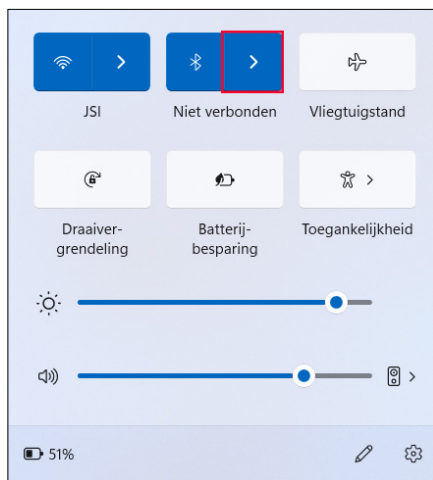 JSI
Niet verbonden
Vliegtuigstand
Draaiver-
grendeling
Batterij-
besparing
Toegankelijkheid
51%